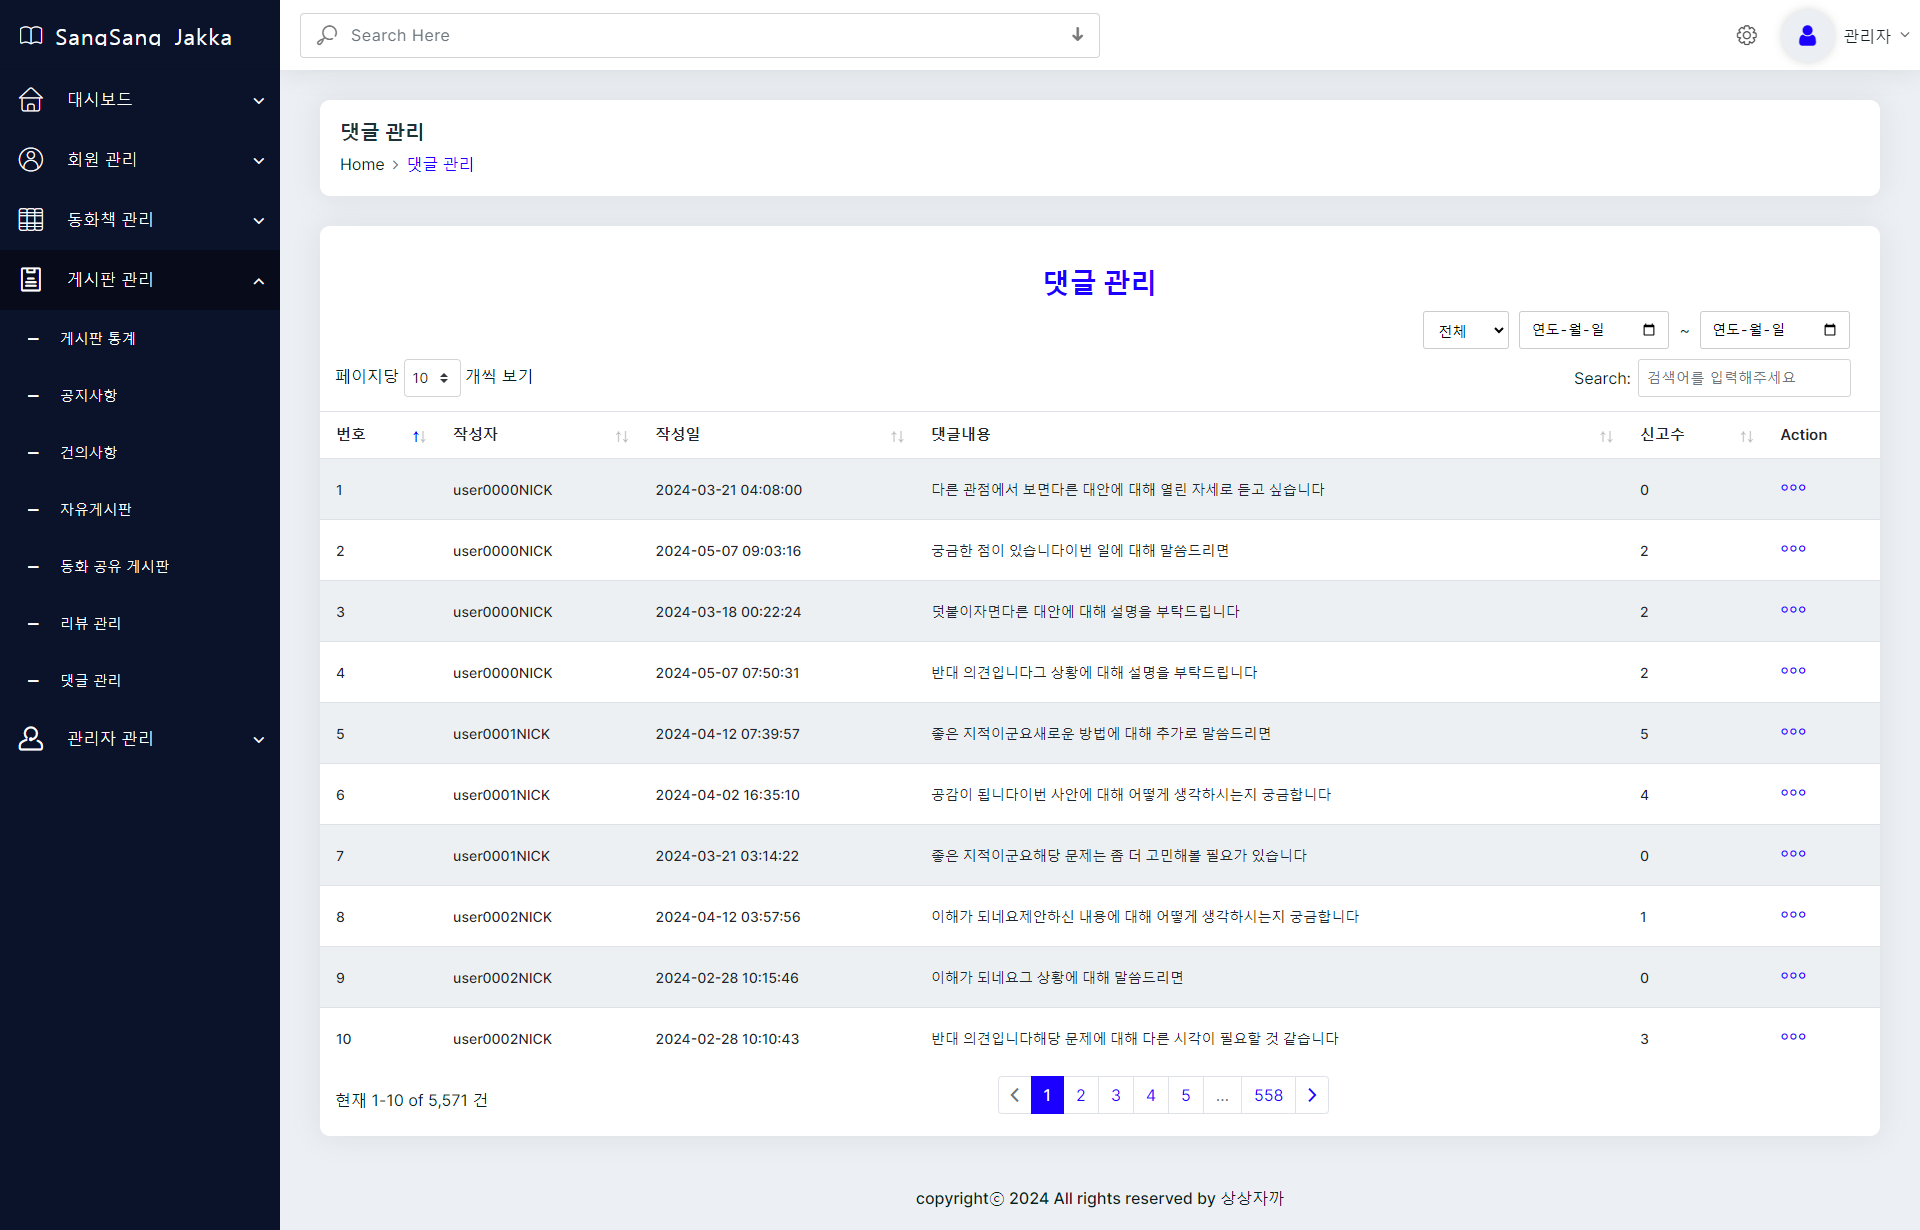 SangSang Jakka
대시보드
회원 관리
동화책 관리
게시판 관리
게시판 통계
공지사항
건의사항
자유게시판
동화 공유 게시판
리뷰 관리
댓글 관리
관리자 관리
Search Here
관리자
댓글 관리
Home > 댓글 관리
댓글 관리
전체 연도-월-일 ~ 연도-월-일
페이지당 10 개씩 보기 Search: 검색어를 입력해주세요
번호 작성자 작성일 댓글내용 신고수 Action
1 user0000NICK 2024-03-21 04:08:00 다른 관점에서 보면다른 대안에 대해 열린 자세로 듣고 싶습니다 0
2 user0000NICK 2024-05-07 09:03:16 궁금한 점이 있습니다이번 일에 대해 말씀드리면 2
3 user0000NICK 2024-03-18 00:22:24 덧붙이자면다른 대안에 대해 설명을 부탁드립니다 2
4 user0000NICK 2024-05-07 07:50:31 반대 의견입니다그 상황에 대해 설명을 부탁드립니다 2
5 user0001NICK 2024-04-12 07:39:57 좋은 지적이군요새로운 방법에 대해 추가로 말씀드리면 5
6 user0001NICK 2024-04-02 16:35:10 공감이 됩니다이번 사안에 대해 어떻게 생각하시는지 궁금합니다 4
7 user0001NICK 2024-03-21 03:14:22 좋은 지적이군요해당 문제는 좀 더 고민해볼 필요가 있습니다 0
8 user0002NICK 2024-04-12 03:57:56 이해가 되네요제안하신 내용에 대해 어떻게 생각하시는지 궁금합니다 1
9 user0002NICK 2024-02-28 10:15:46 이해가 되네요그 상황에 대해 말씀드리면 0
10 user0002NICK 2024-02-28 10:10:43 반대 의견입니다해당 문제에 대해 다른 시각이 필요할 것 같습니다 3
현재 1-10 of 5,571 건 1 2 3 4 5 ... 558
copyrightⓒ 2024 All rights reserved by 상상자까